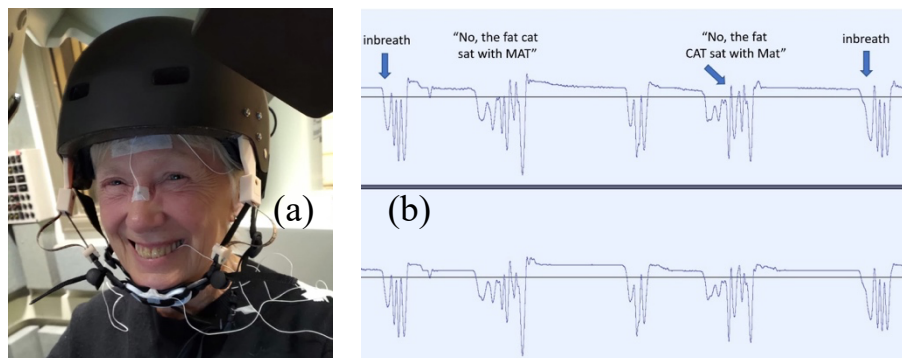 inbreath
“No, the fat cat
sat with MAT”
“No, the fat
CAT sat with Mat”
inbreath
(a)
(b)